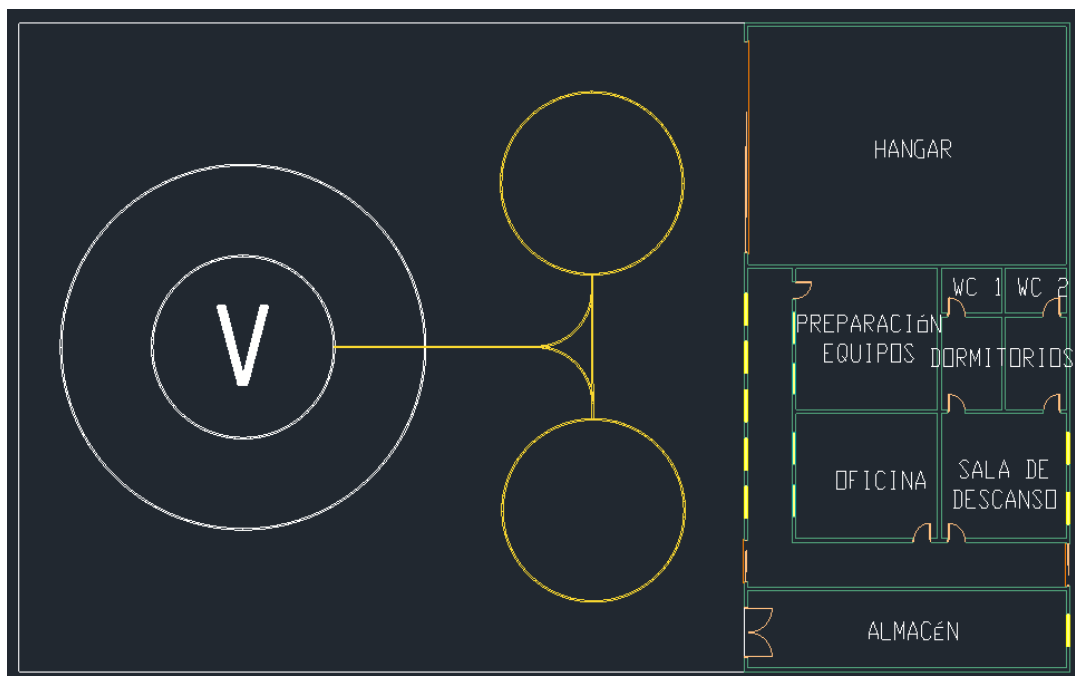 HANGAR
V
WC 1
WC 2
PREPARACIóN
EQUIPOS
DORMITORIOS
OFICINA
SALA DE
DESCANSO
ALMACéN